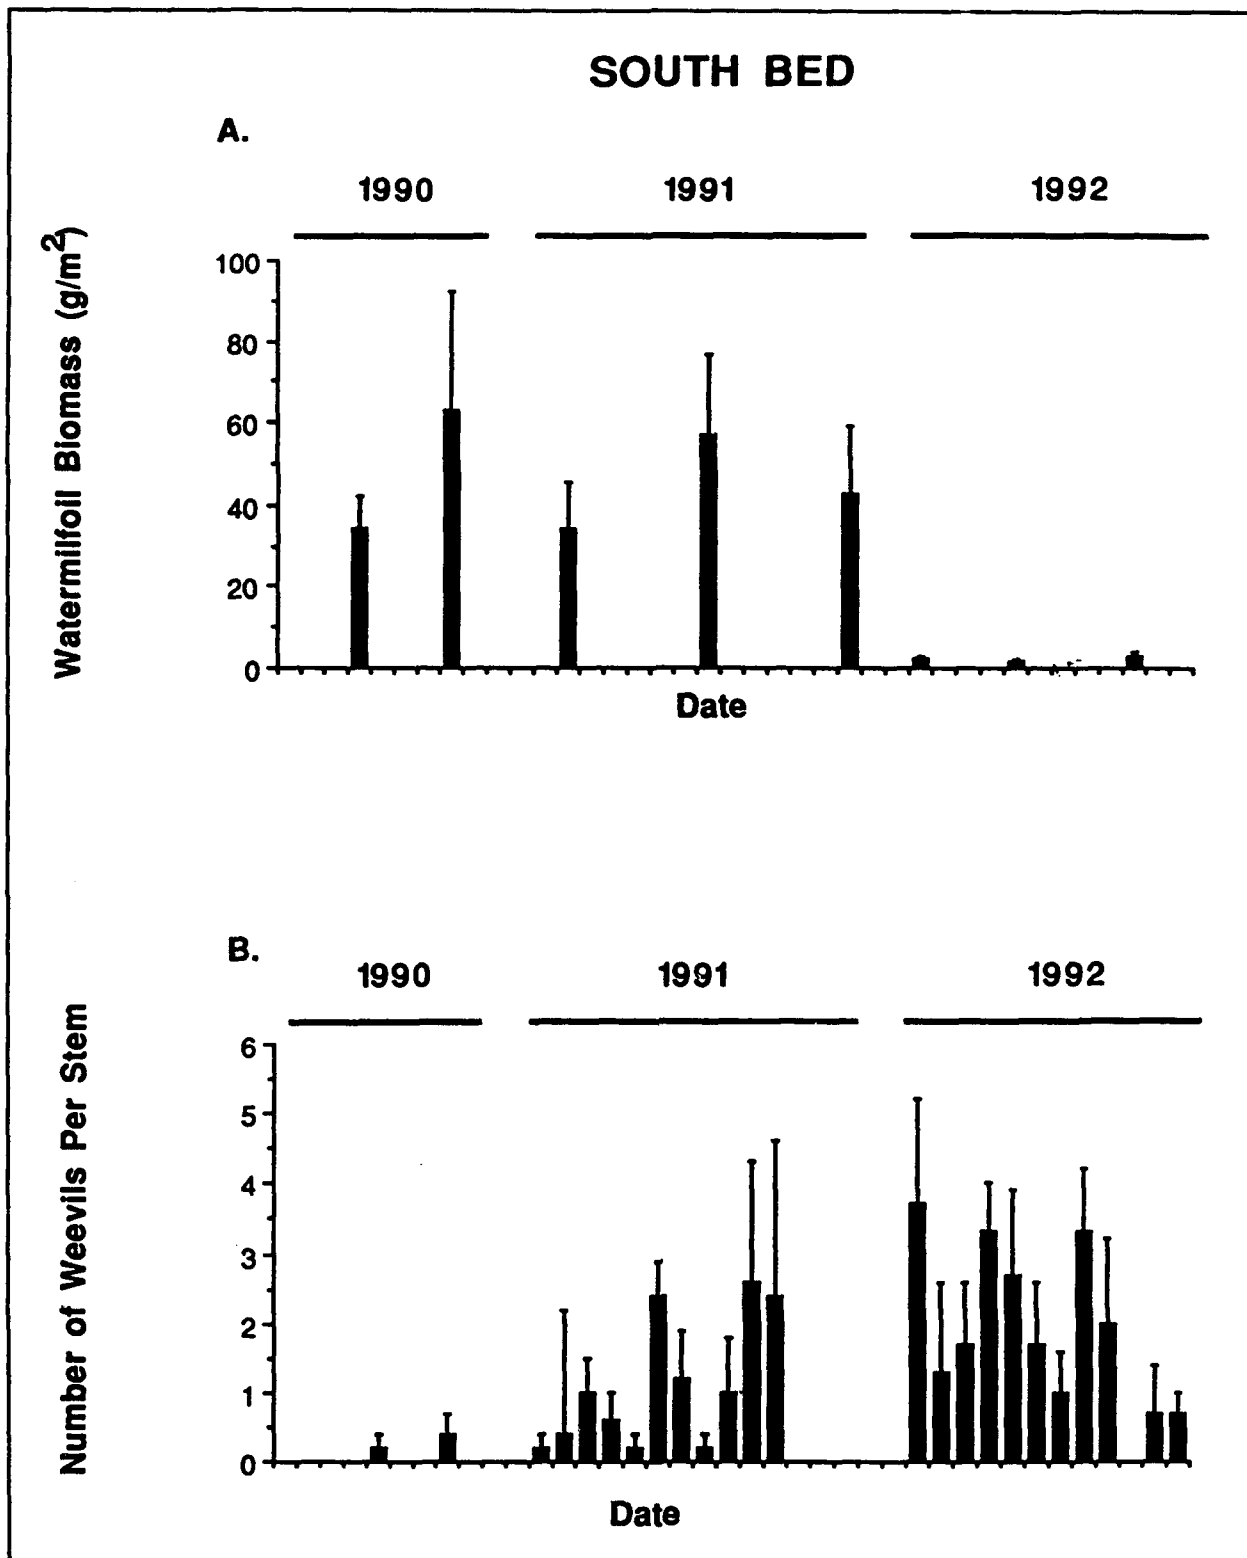 SOUTH BED
A.
1990 1991 1992
Watermilfoil Biomass (g/m²)
100
80
60
40
20
0
Date
B.
1990 1991 1992
Number of Weevils Per Stem
6
5
4
3
2
1
0
Date